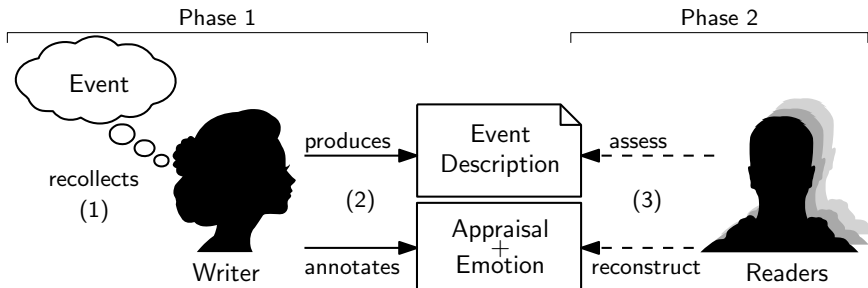 Phase 1
Phase 2
Event
recollects
(1)
Writer
produces
(2)
annotates
Event
Description
Appraisal
+
Emotion
assess
(3)
reconstruct
Readers